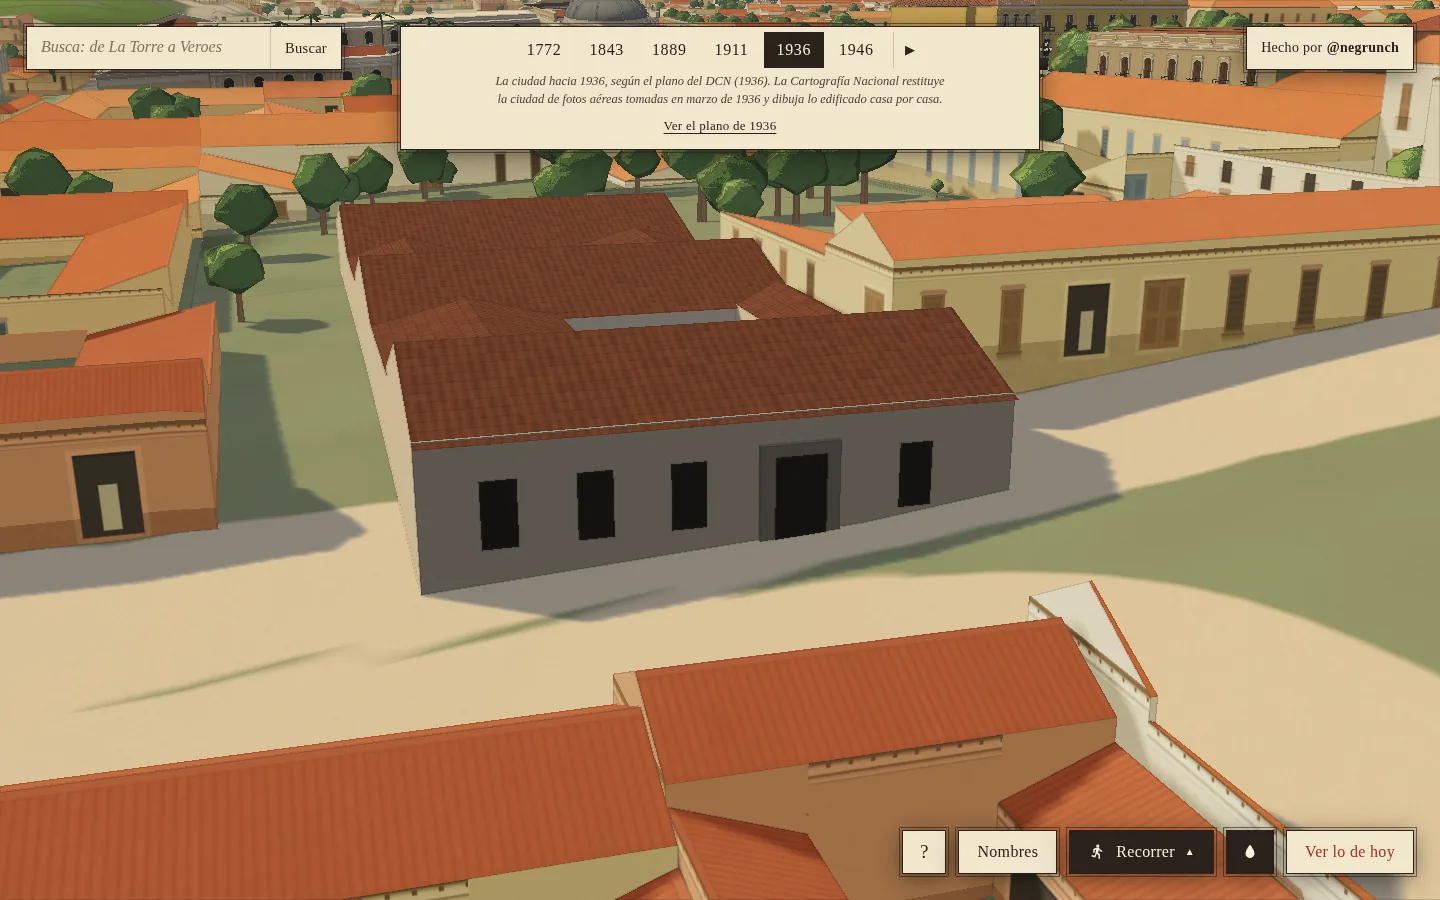 Busca: de La Torre a Veroes
Buscar
1772 1843 1889 1911 1936 1946 ▶
La ciudad hacia 1936, según el plano del DCN (1936). La Cartografía Nacional restituye
la ciudad de fotos aéreas tomadas en marzo de 1936 y dibuja lo edificado casa por casa.
Ver el plano de 1936
Hecho por @negrunch
?
Nombres
Recorrer ▲
Ver lo de hoy